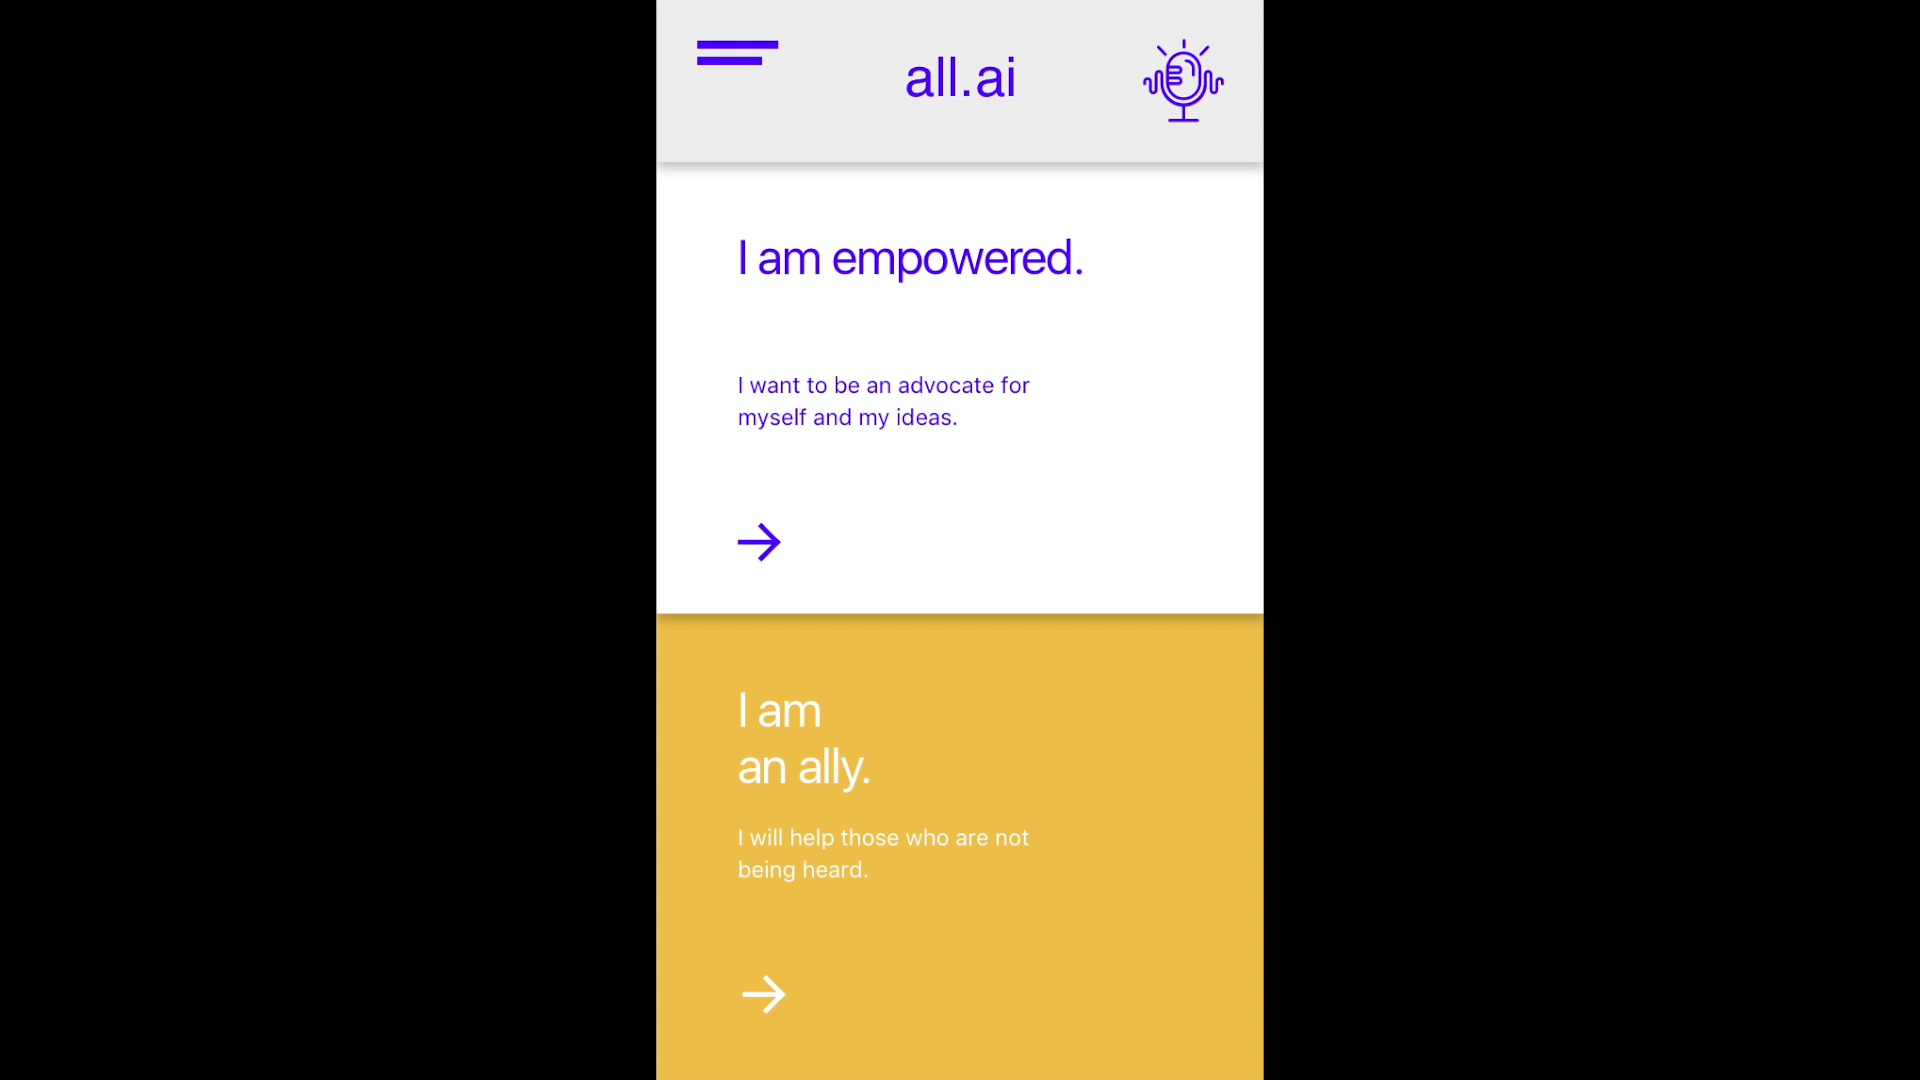 all.ai
I am empowered.
I want to be an advocate for
myself and my ideas.
I am
an ally.
I will help those who are not
being heard.